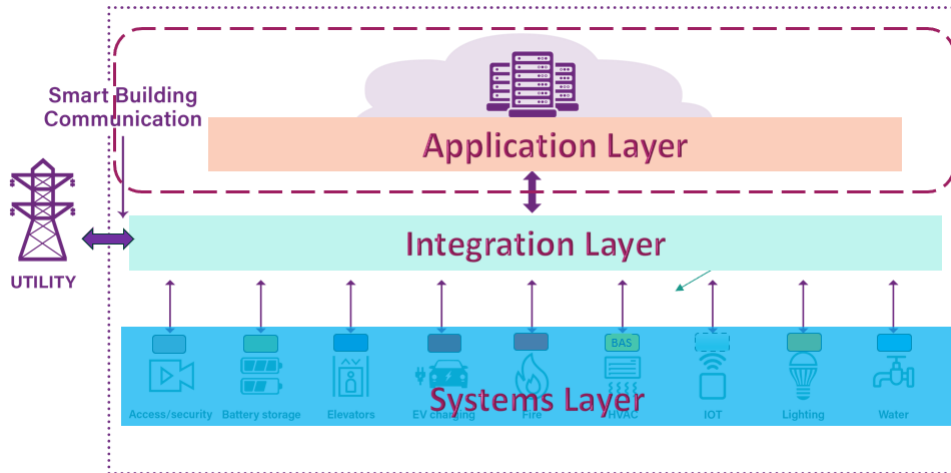 Smart Building
Communication
Application Layer
Integration Layer
UTILITY
BAS
Access/security Battery storage Elevators EV charging Fire HVAC IOT Lighting Water
Systems Layer